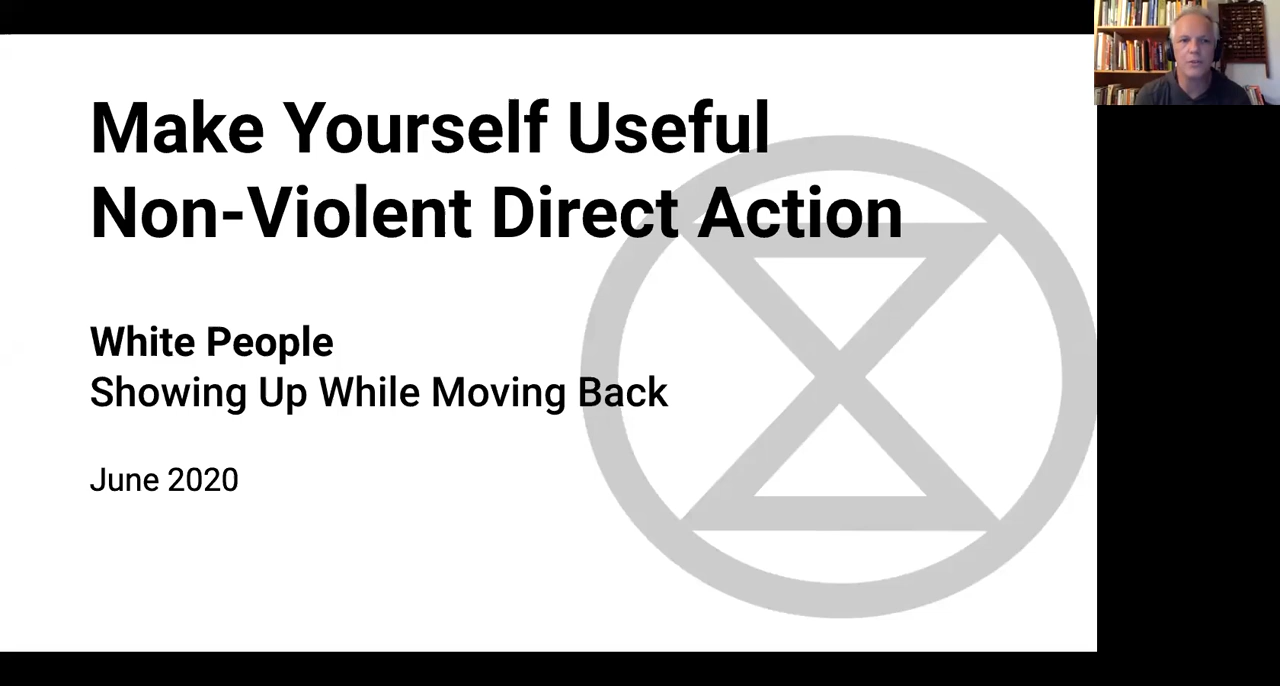 Make Yourself Useful
Non-Violent Direct Action
White People
Showing Up While Moving Back
June 2020